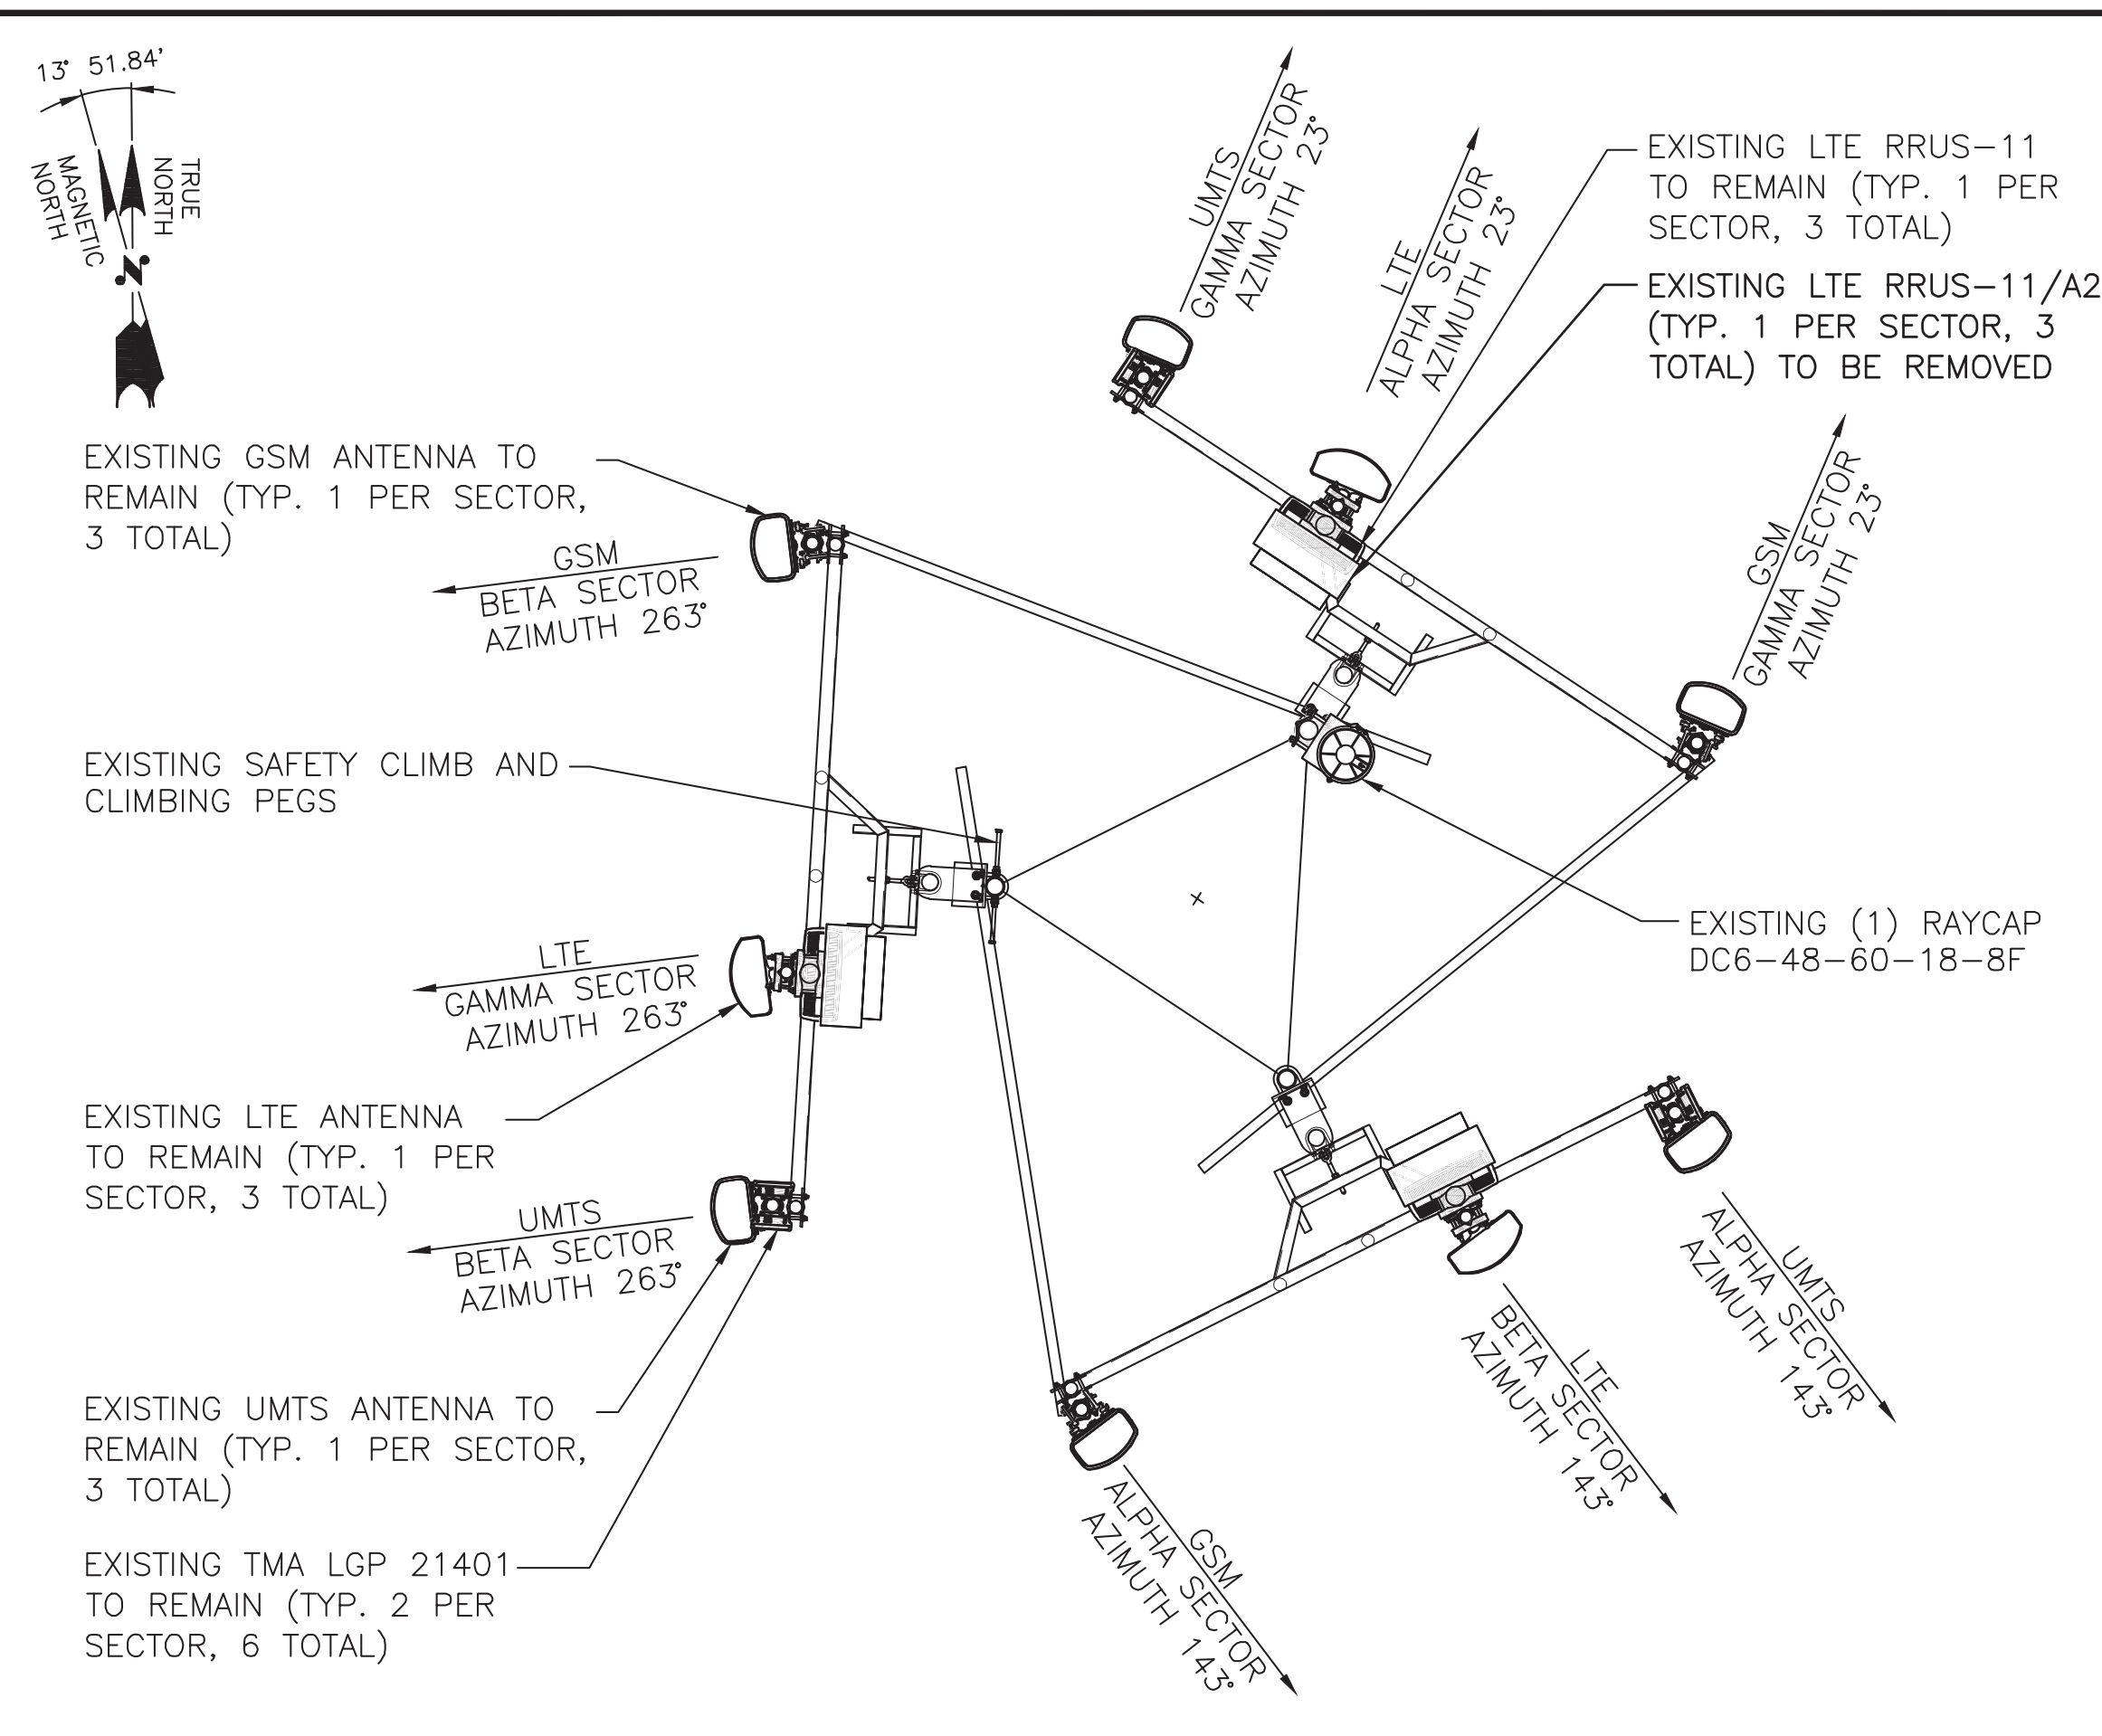 13° 51.84'
TRUE
NORTH
MAGNETIC
NORTH
N
UMTS
GAMMA SECTOR
AZIMUTH 23°
LTE
ALPHA SECTOR
AZIMUTH 23°
EXISTING LTE RRUS-11
TO REMAIN (TYP. 1 PER
SECTOR, 3 TOTAL)
EXISTING LTE RRUS-11/A2
(TYP. 1 PER SECTOR, 3
TOTAL) TO BE REMOVED
GSM
GAMMA SECTOR
AZIMUTH 23°
EXISTING GSM ANTENNA TO
REMAIN (TYP. 1 PER SECTOR,
3 TOTAL)
GSM
BETA SECTOR
AZIMUTH 263°
EXISTING SAFETY CLIMB AND
CLIMBING PEGS
EXISTING (1) RAYCAP
DC6-48-60-18-8F
LTE
GAMMA SECTOR
AZIMUTH 263°
EXISTING LTE ANTENNA
TO REMAIN (TYP. 1 PER
SECTOR, 3 TOTAL)
UMTS
BETA SECTOR
AZIMUTH 263°
UMTS
ALPHA SECTOR
AZIMUTH 143°
LTE
BETA SECTOR
AZIMUTH 143°
EXISTING UMTS ANTENNA TO
REMAIN (TYP. 1 PER SECTOR,
3 TOTAL)
GSM
ALPHA SECTOR
AZIMUTH 143°
EXISTING TMA LGP 21401
TO REMAIN (TYP. 2 PER
SECTOR, 6 TOTAL)